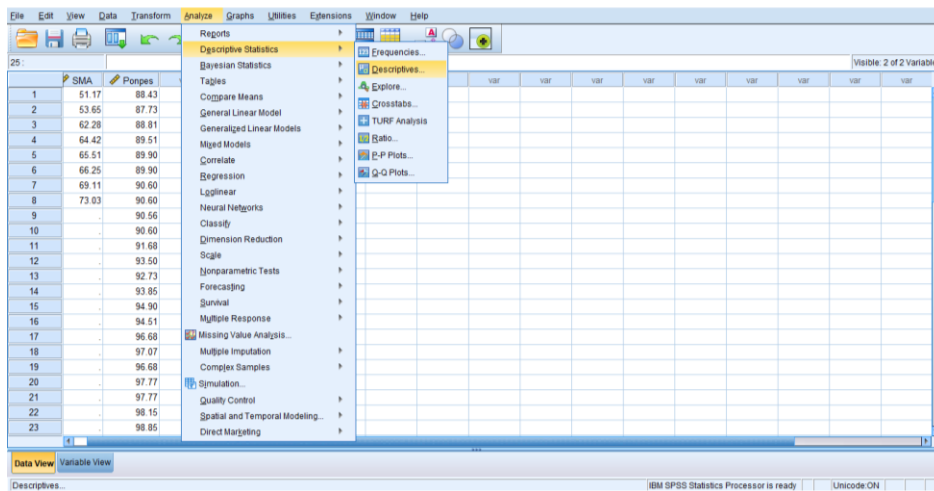 File Edit View Data Transform Analyze Graphs Utilities Extensions Window Help
Reports
Descriptive Statistics
Bayesian Statistics
Tables
Compare Means
General Linear Model
Generalized Linear Models
Mixed Models
Correlate
Regression
Loglinear
Neural Networks
Classify
Dimension Reduction
Scale
Nonparametric Tests
Forecasting
Survival
Multiple Response
Missing Value Analysis...
Multiple Imputation
Complex Samples
Simulation...
Quality Control
Spatial and Temporal Modeling...
Direct Marketing
Frequencies...
Descriptives...
Explore...
Crosstabs...
TURF Analysis
Ratio...
P-P Plots...
Q-Q Plots...
25 :
Visible: 2 of 2 Variable
SMA Ponpes var var var var var var var var var
1 51.17 88.43
2 53.65 87.73
3 62.28 88.81
4 64.42 89.51
5 65.51 89.90
6 66.25 89.90
7 69.11 90.60
8 73.03 90.60
9 . 90.56
10 . 90.60
11 . 91.68
12 . 93.50
13 . 92.73
14 . 93.85
15 . 94.90
16 . 94.51
17 . 96.68
18 . 97.07
19 . 96.68
20 . 97.77
21 . 97.77
22 . 98.15
23 . 98.85
Data View Variable View
Descriptives... IBM SPSS Statistics Processor is ready Unicode:ON